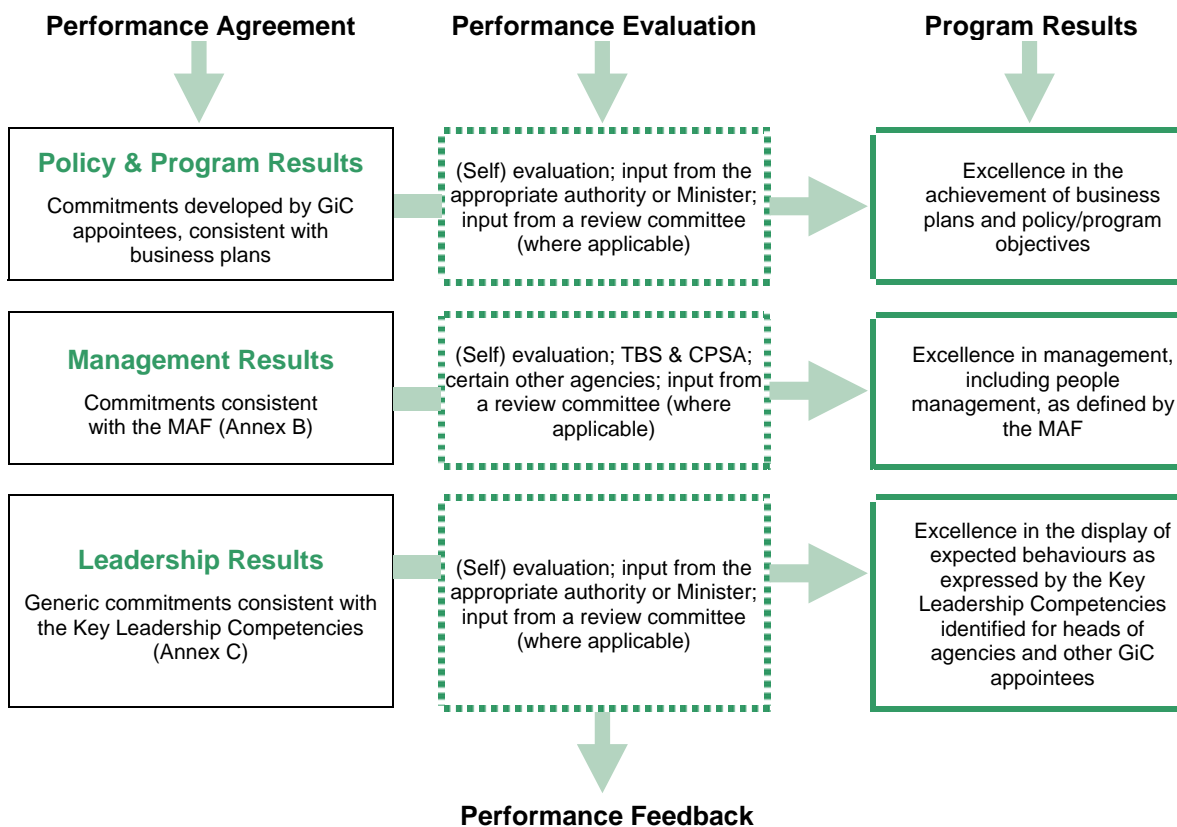 Performance Agreement
Performance Evaluation
Program Results
Policy & Program Results
Commitments developed by GiC
appointees, consistent with
business plans
(Self) evaluation; input from the
appropriate authority or Minister;
input from a review committee
(where applicable)
Excellence in the
achievement of business
plans and policy/program
objectives
Management Results
Commitments consistent
with the MAF (Annex B)
(Self) evaluation; TBS & CPSA;
certain other agencies; input from
a review committee (where
applicable)
Excellence in management,
including people
management, as defined by
the MAF
Leadership Results
Generic commitments consistent with
the Key Leadership Competencies
(Annex C)
(Self) evaluation; input from the
appropriate authority or Minister;
input from a review committee
(where applicable)
Excellence in the display of
expected behaviours as
expressed by the Key
Leadership Competencies
identified for heads of
agencies and other GiC
appointees
Performance Feedback